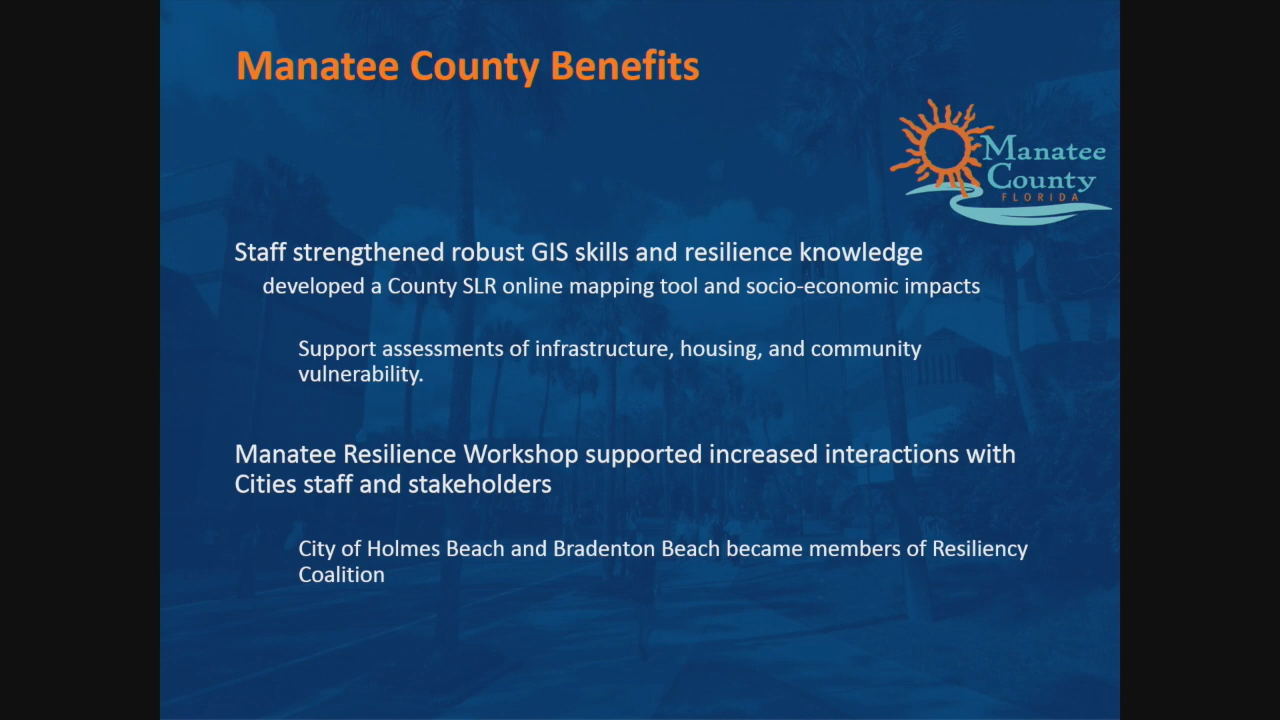 Manatee County Benefits
Manatee
County
FLORIDA
Staff strengthened robust GIS skills and resilience knowledge
developed a County SLR online mapping tool and socio-economic impacts
Support assessments of infrastructure, housing, and community
vulnerability.
Manatee Resilience Workshop supported increased interactions with
Cities staff and stakeholders
City of Holmes Beach and Bradenton Beach became members of Resiliency
Coalition